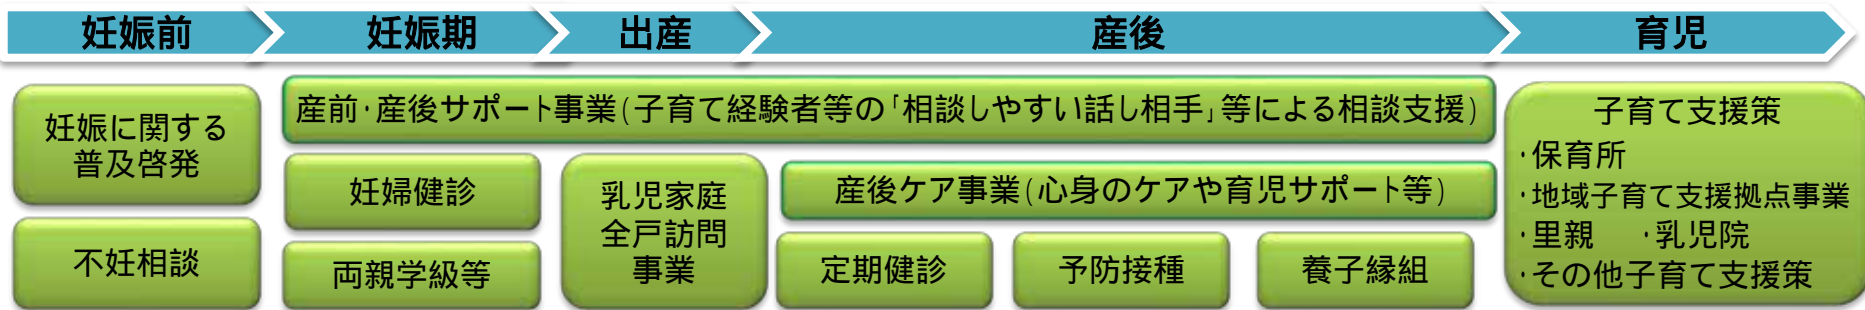 妊娠前
妊娠期
出産
産後
育児
妊娠に関する
普及啓発
不妊相談
産前・産後サポート事業(子育て経験者等の「相談しやすい話し相手」等による相談支援)
妊婦健診
両親学級等
乳児家庭
全戸訪問
事業
産後ケア事業(心身のケアや育児サポート等)
定期健診
予防接種
養子縁組
子育て支援策
・保育所
・地域子育て支援拠点事業
・里親 ・乳児院
・その他子育て支援策